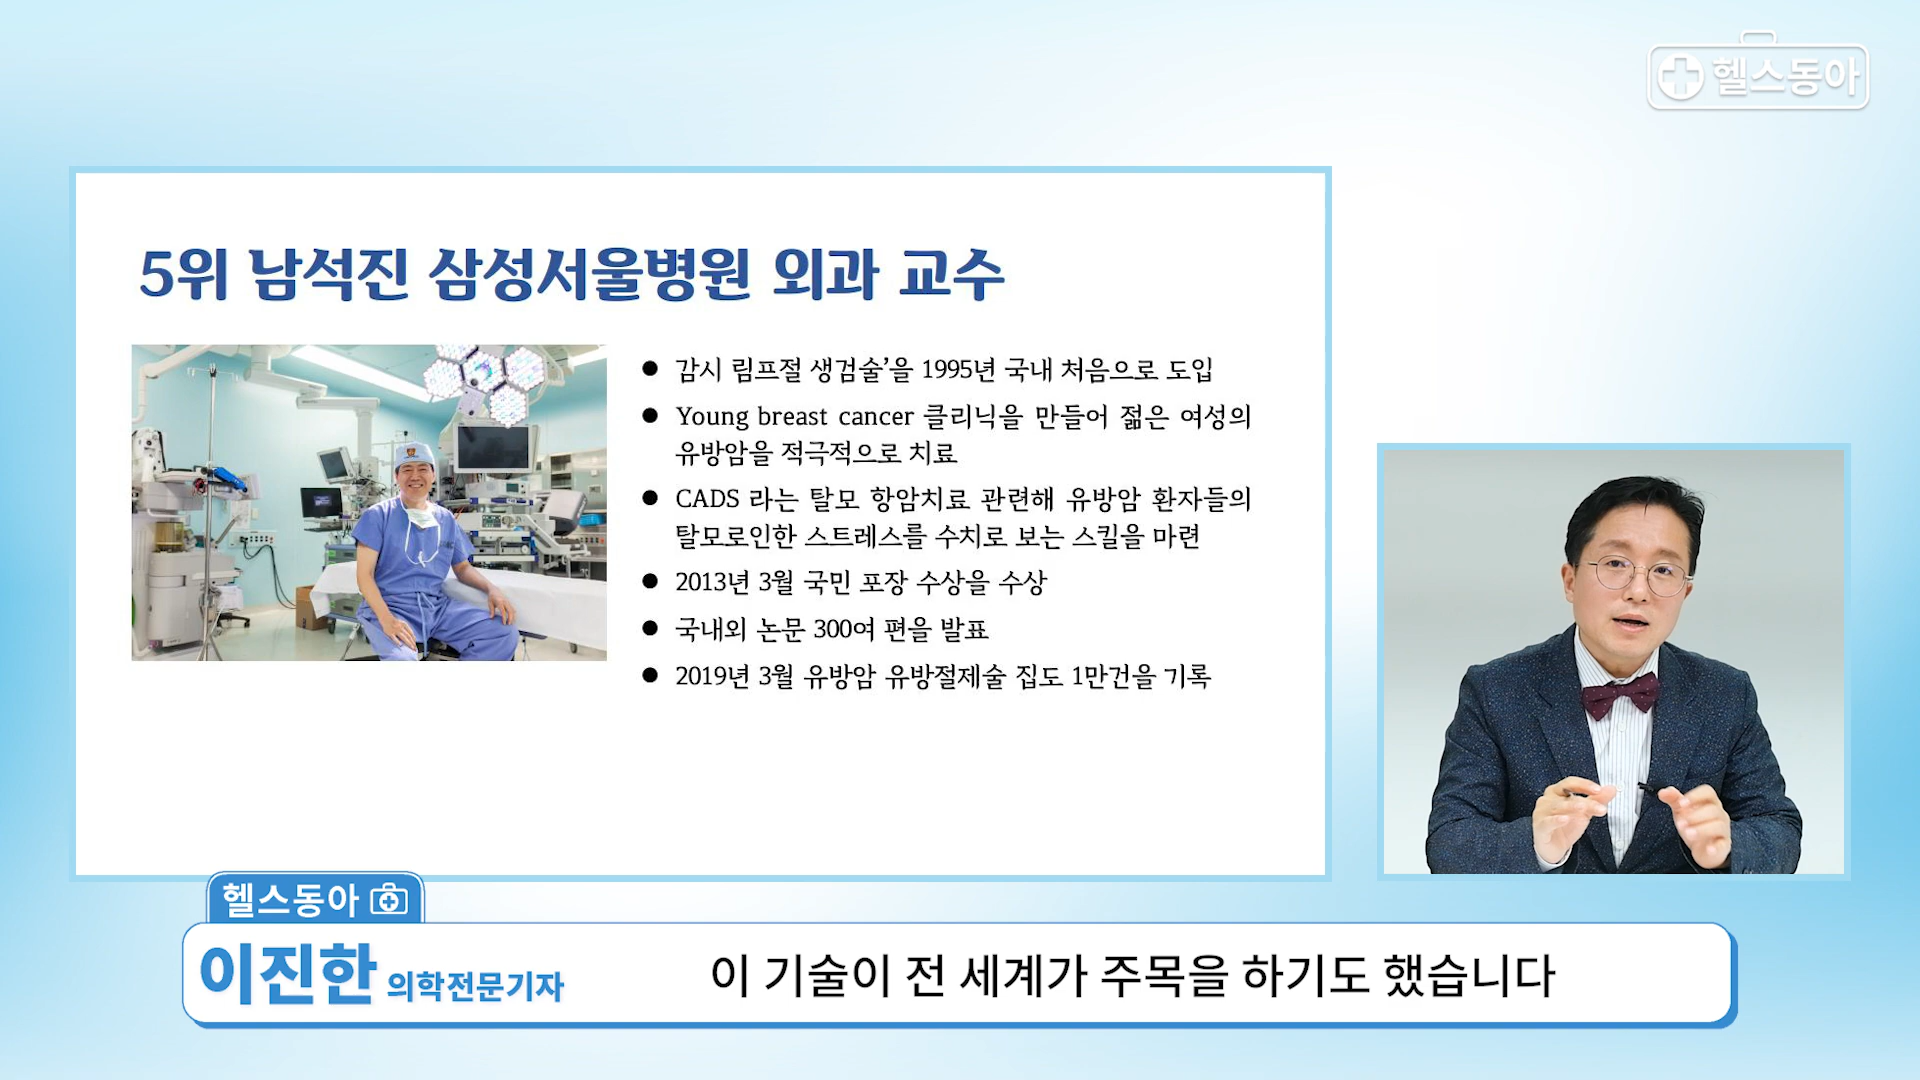 헬스동아
5위 남석진 삼성서울병원 외과 교수
● 감시 림프절 생검술’을 1995년 국내 처음으로 도입
● Young breast cancer 클리닉을 만들어 젊은 여성의
유방암을 적극적으로 치료
● CADS 라는 탈모 항암치료 관련해 유방암 환자들의
탈모로인한 스트레스를 수치로 보는 스킬을 마련
● 2013년 3월 국민 포장 수상을 수상
● 국내외 논문 300여 편을 발표
● 2019년 3월 유방암 유방절제술 집도 1만건을 기록
헬스동아
이진한 의학전문기자
이 기술이 전 세계가 주목을 하기도 했습니다